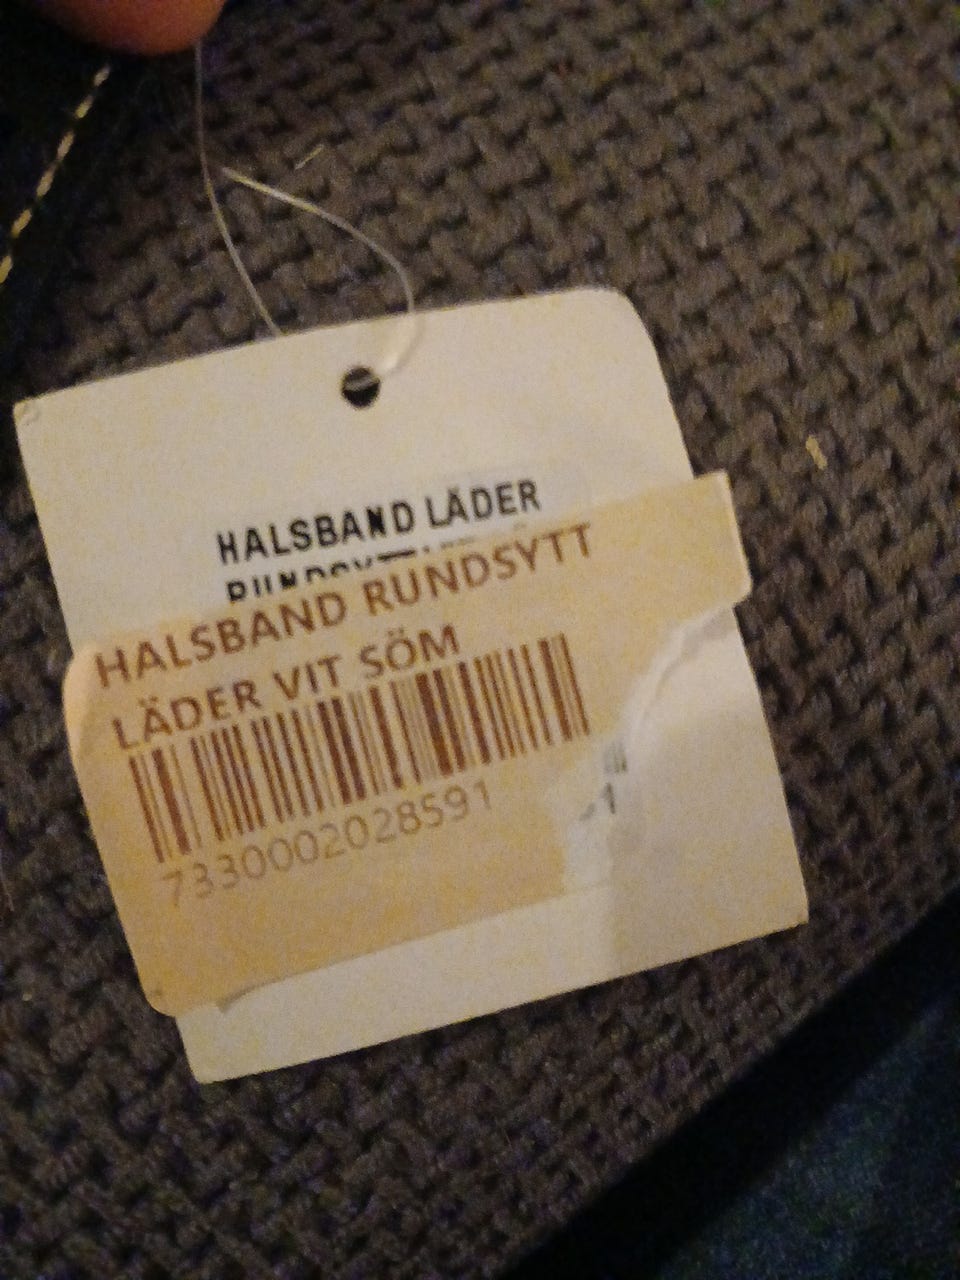 HALSBAND LÄDER
HALSBAND RUNDSYTT
LÄDER VIT SÖM
7330002028591